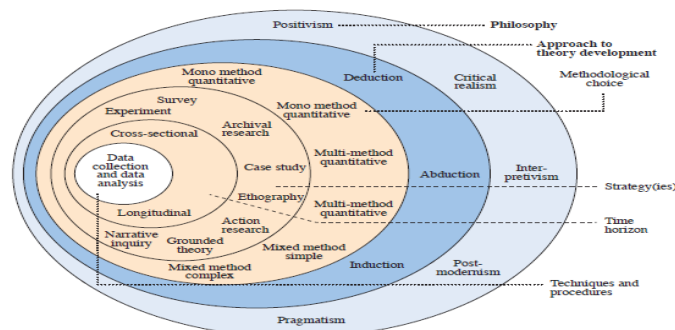 Positivism
Philosophy
Approach to
theory development
Mono method
quantitative
Deduction
Critical
realism
Methodological
choice
Survey
Experiment
Mono method
quantitative
Archival
research
Cross-sectional
Data
collection
and data
analysis
Multi-method
quantitative
Case study
Abduction
Inter-
pretivism
Strategy(ies)
Ethography
Longitudinal
Multi-method
quantitative
Action
research
Time
horizon
Narrative
inquiry
Grounded
theory
Mixed method
simple
Mixed method
complex
Induction
Post-
modernism
Techniques and
procedures
Pragmatism